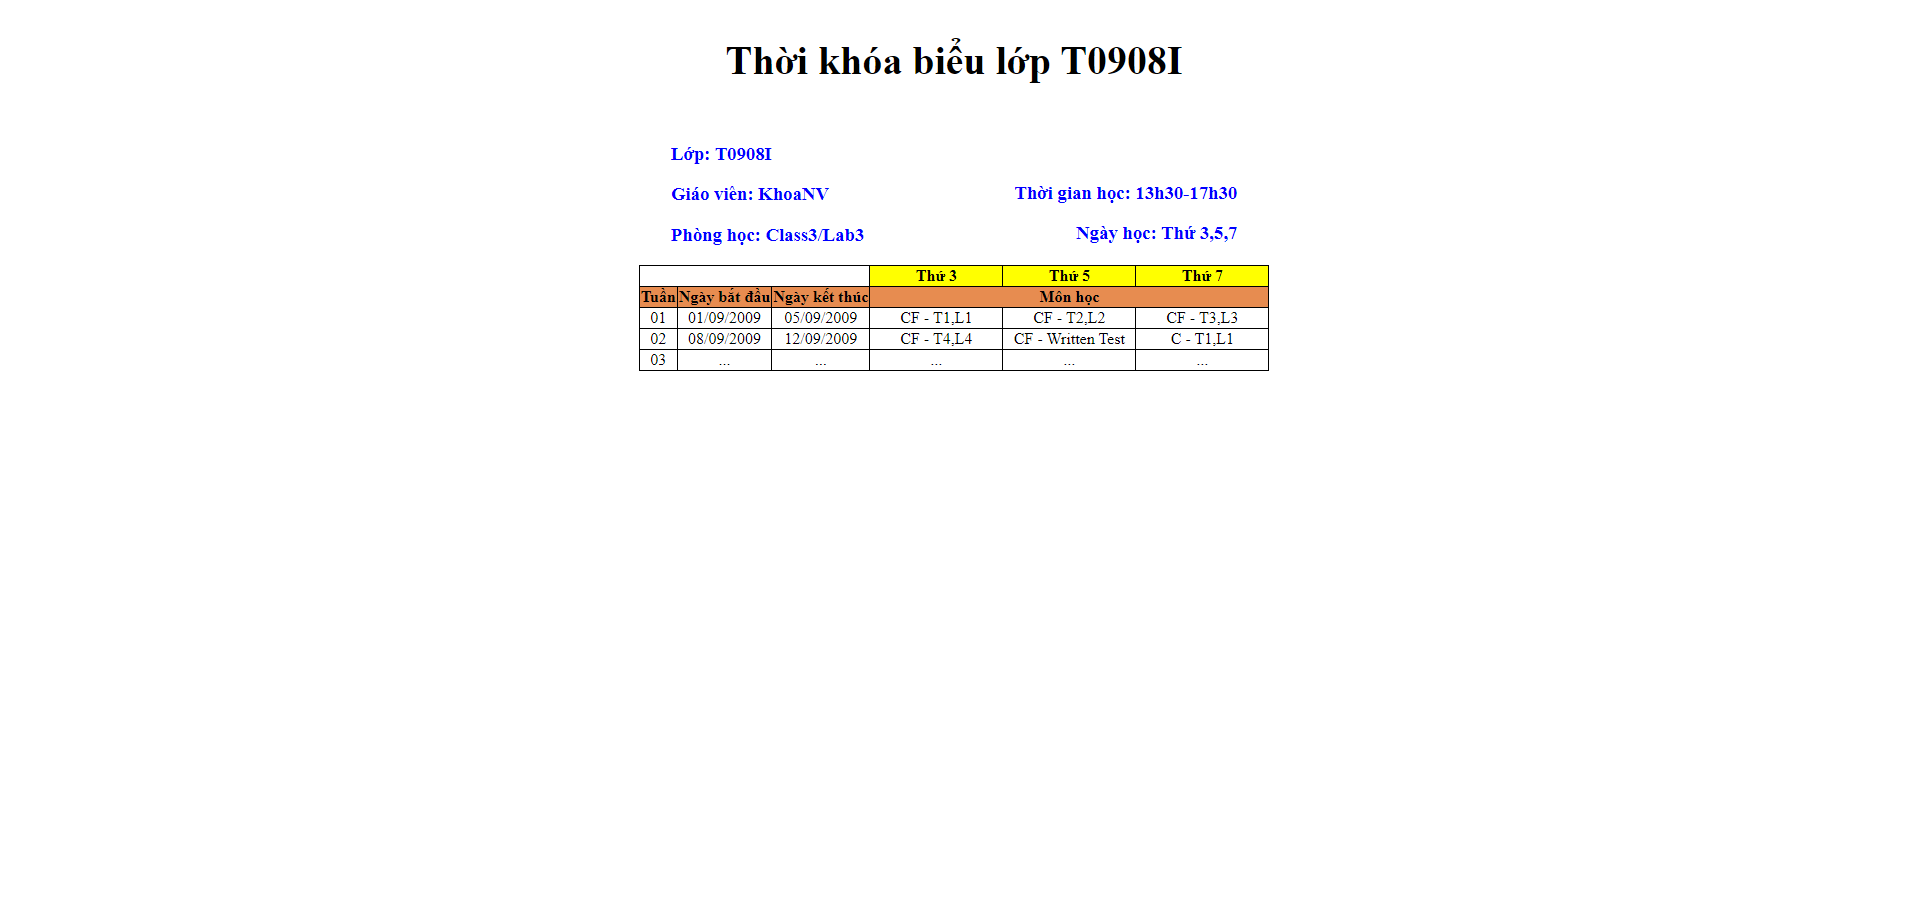 Thời khóa biểu lớp T0908I
Lớp: T0908I
Giáo viên: KhoaNV Thời gian học: 13h30-17h30
Phòng học: Class3/Lab3 Ngày học: Thứ 3,5,7
Thứ 3 Thứ 5 Thứ 7
Tuần Ngày bắt đầu Ngày kết thúc Môn học
01 01/09/2009 05/09/2009 CF - T1,L1 CF - T2,L2 CF - T3,L3
02 08/09/2009 12/09/2009 CF - T4,L4 CF - Written Test C - T1,L1
03 ... ... ... ... ...